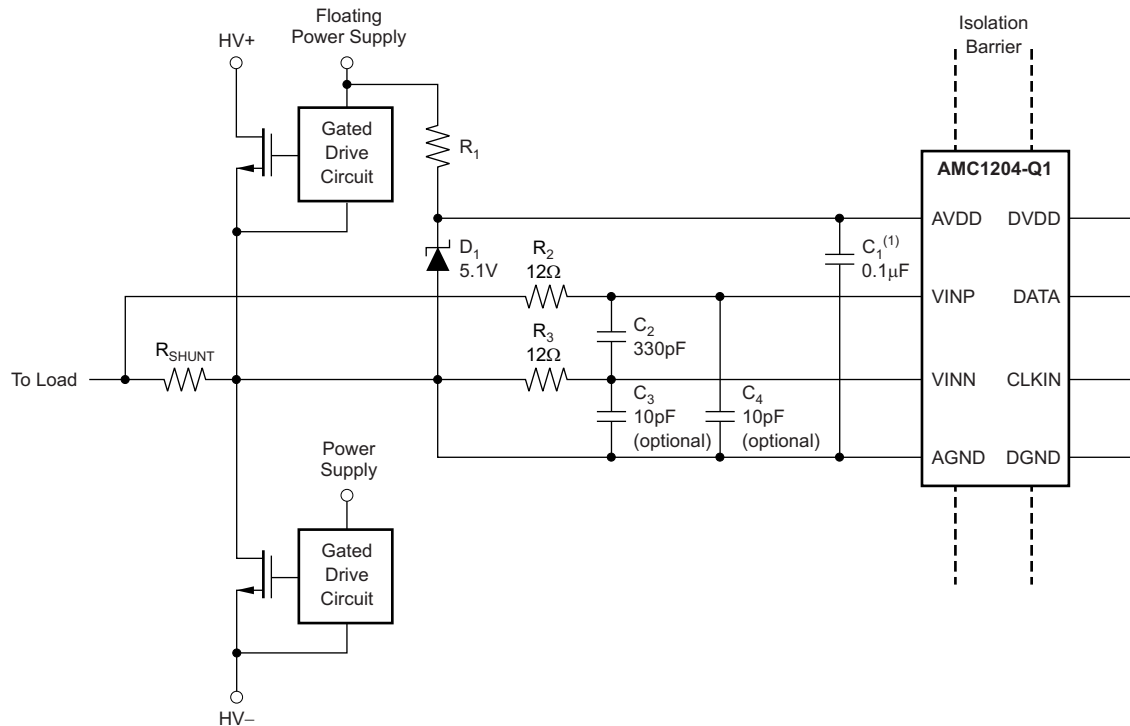 Floating
Power Supply
Isolation
Barrier
HV+
Gated
Drive
Circuit
R1
AMC1204-Q1
AVDD
DVDD
D1
5.1V
C1(1)
0.1µF
R2
12Ω
VINP
DATA
C2
330pF
R3
12Ω
RSHUNT
To Load
VINN
CLKIN
C3
10pF
(optional)
C4
10pF
(optional)
AGND
DGND
Power
Supply
Gated
Drive
Circuit
HV−